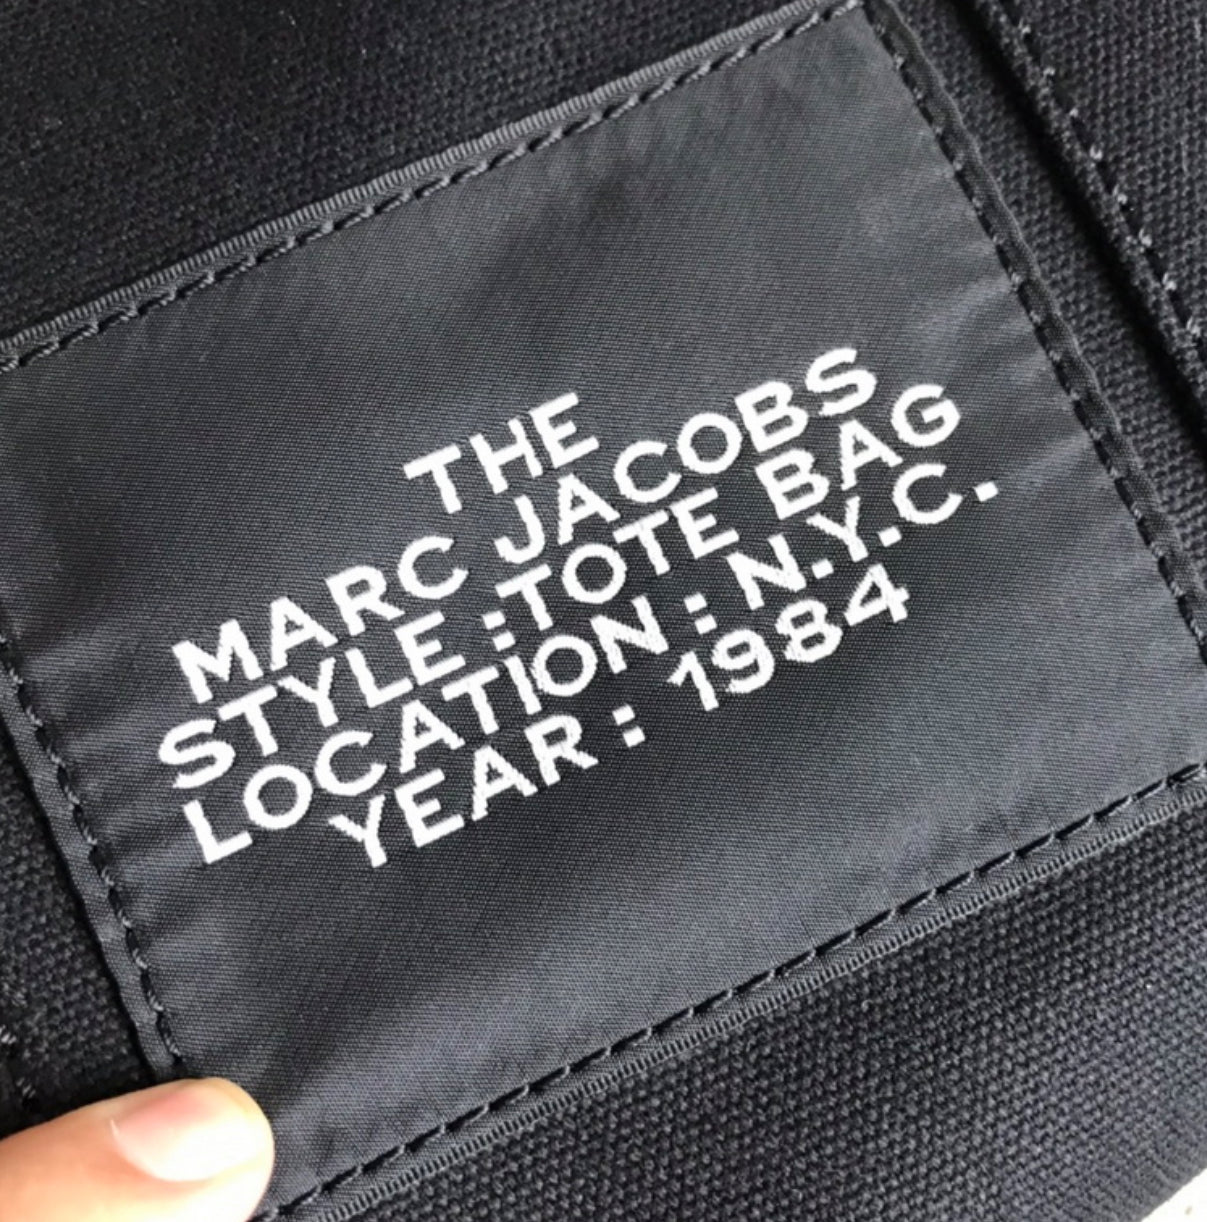 THE
MARC JACOBS
STYLE :TOTE BAG
LOCATION : N.Y.C.
YEAR : 1984